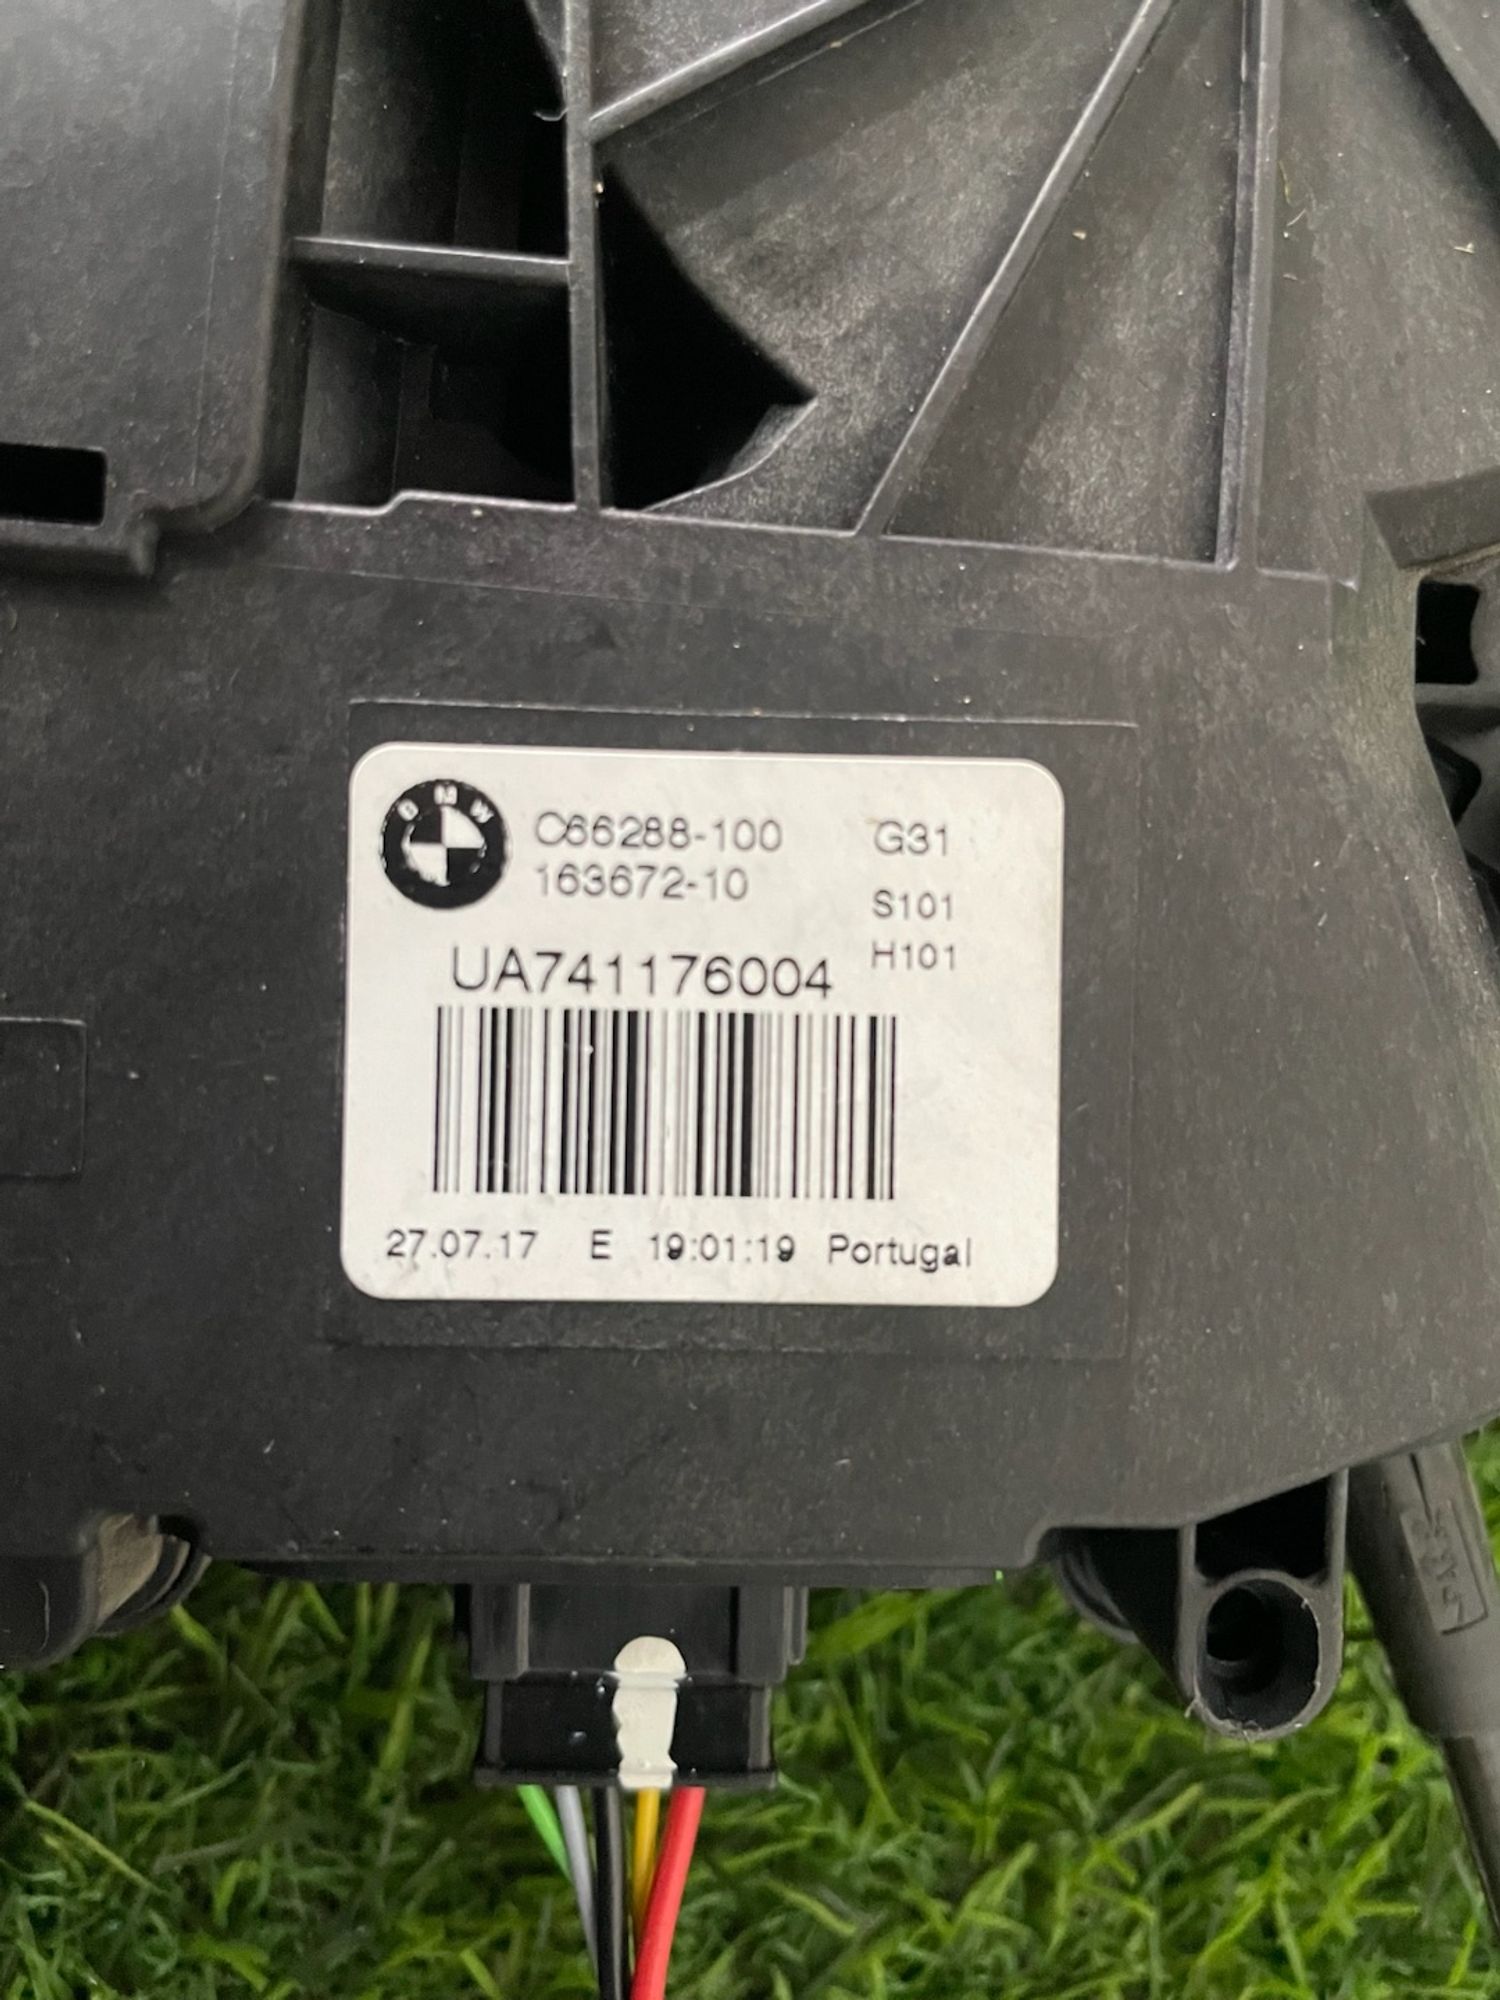 BMW
C66288-100 G31
163672-10 S101
UA741176004 H101
27.07.17 E 19:01:19 Portugal